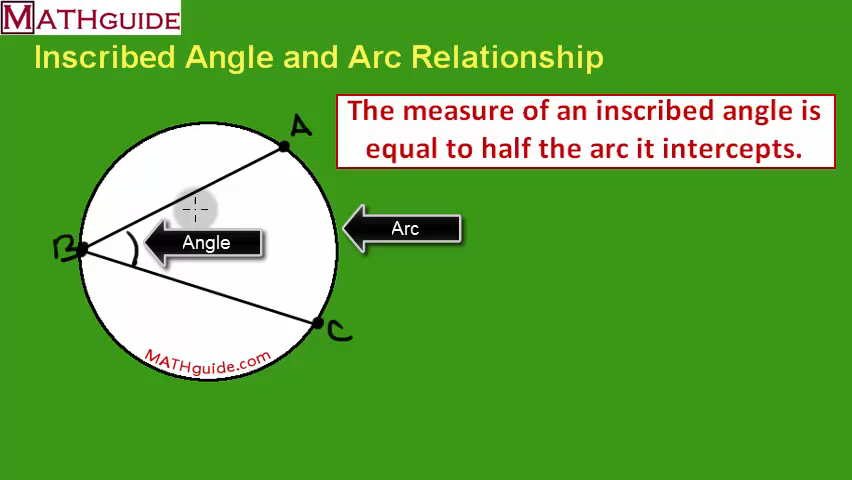 MATHGUIDE
Inscribed Angle and Arc Relationship
The measure of an inscribed angle is
equal to half the arc it intercepts.
A
Arc
B
Angle
C
MATHguide.com